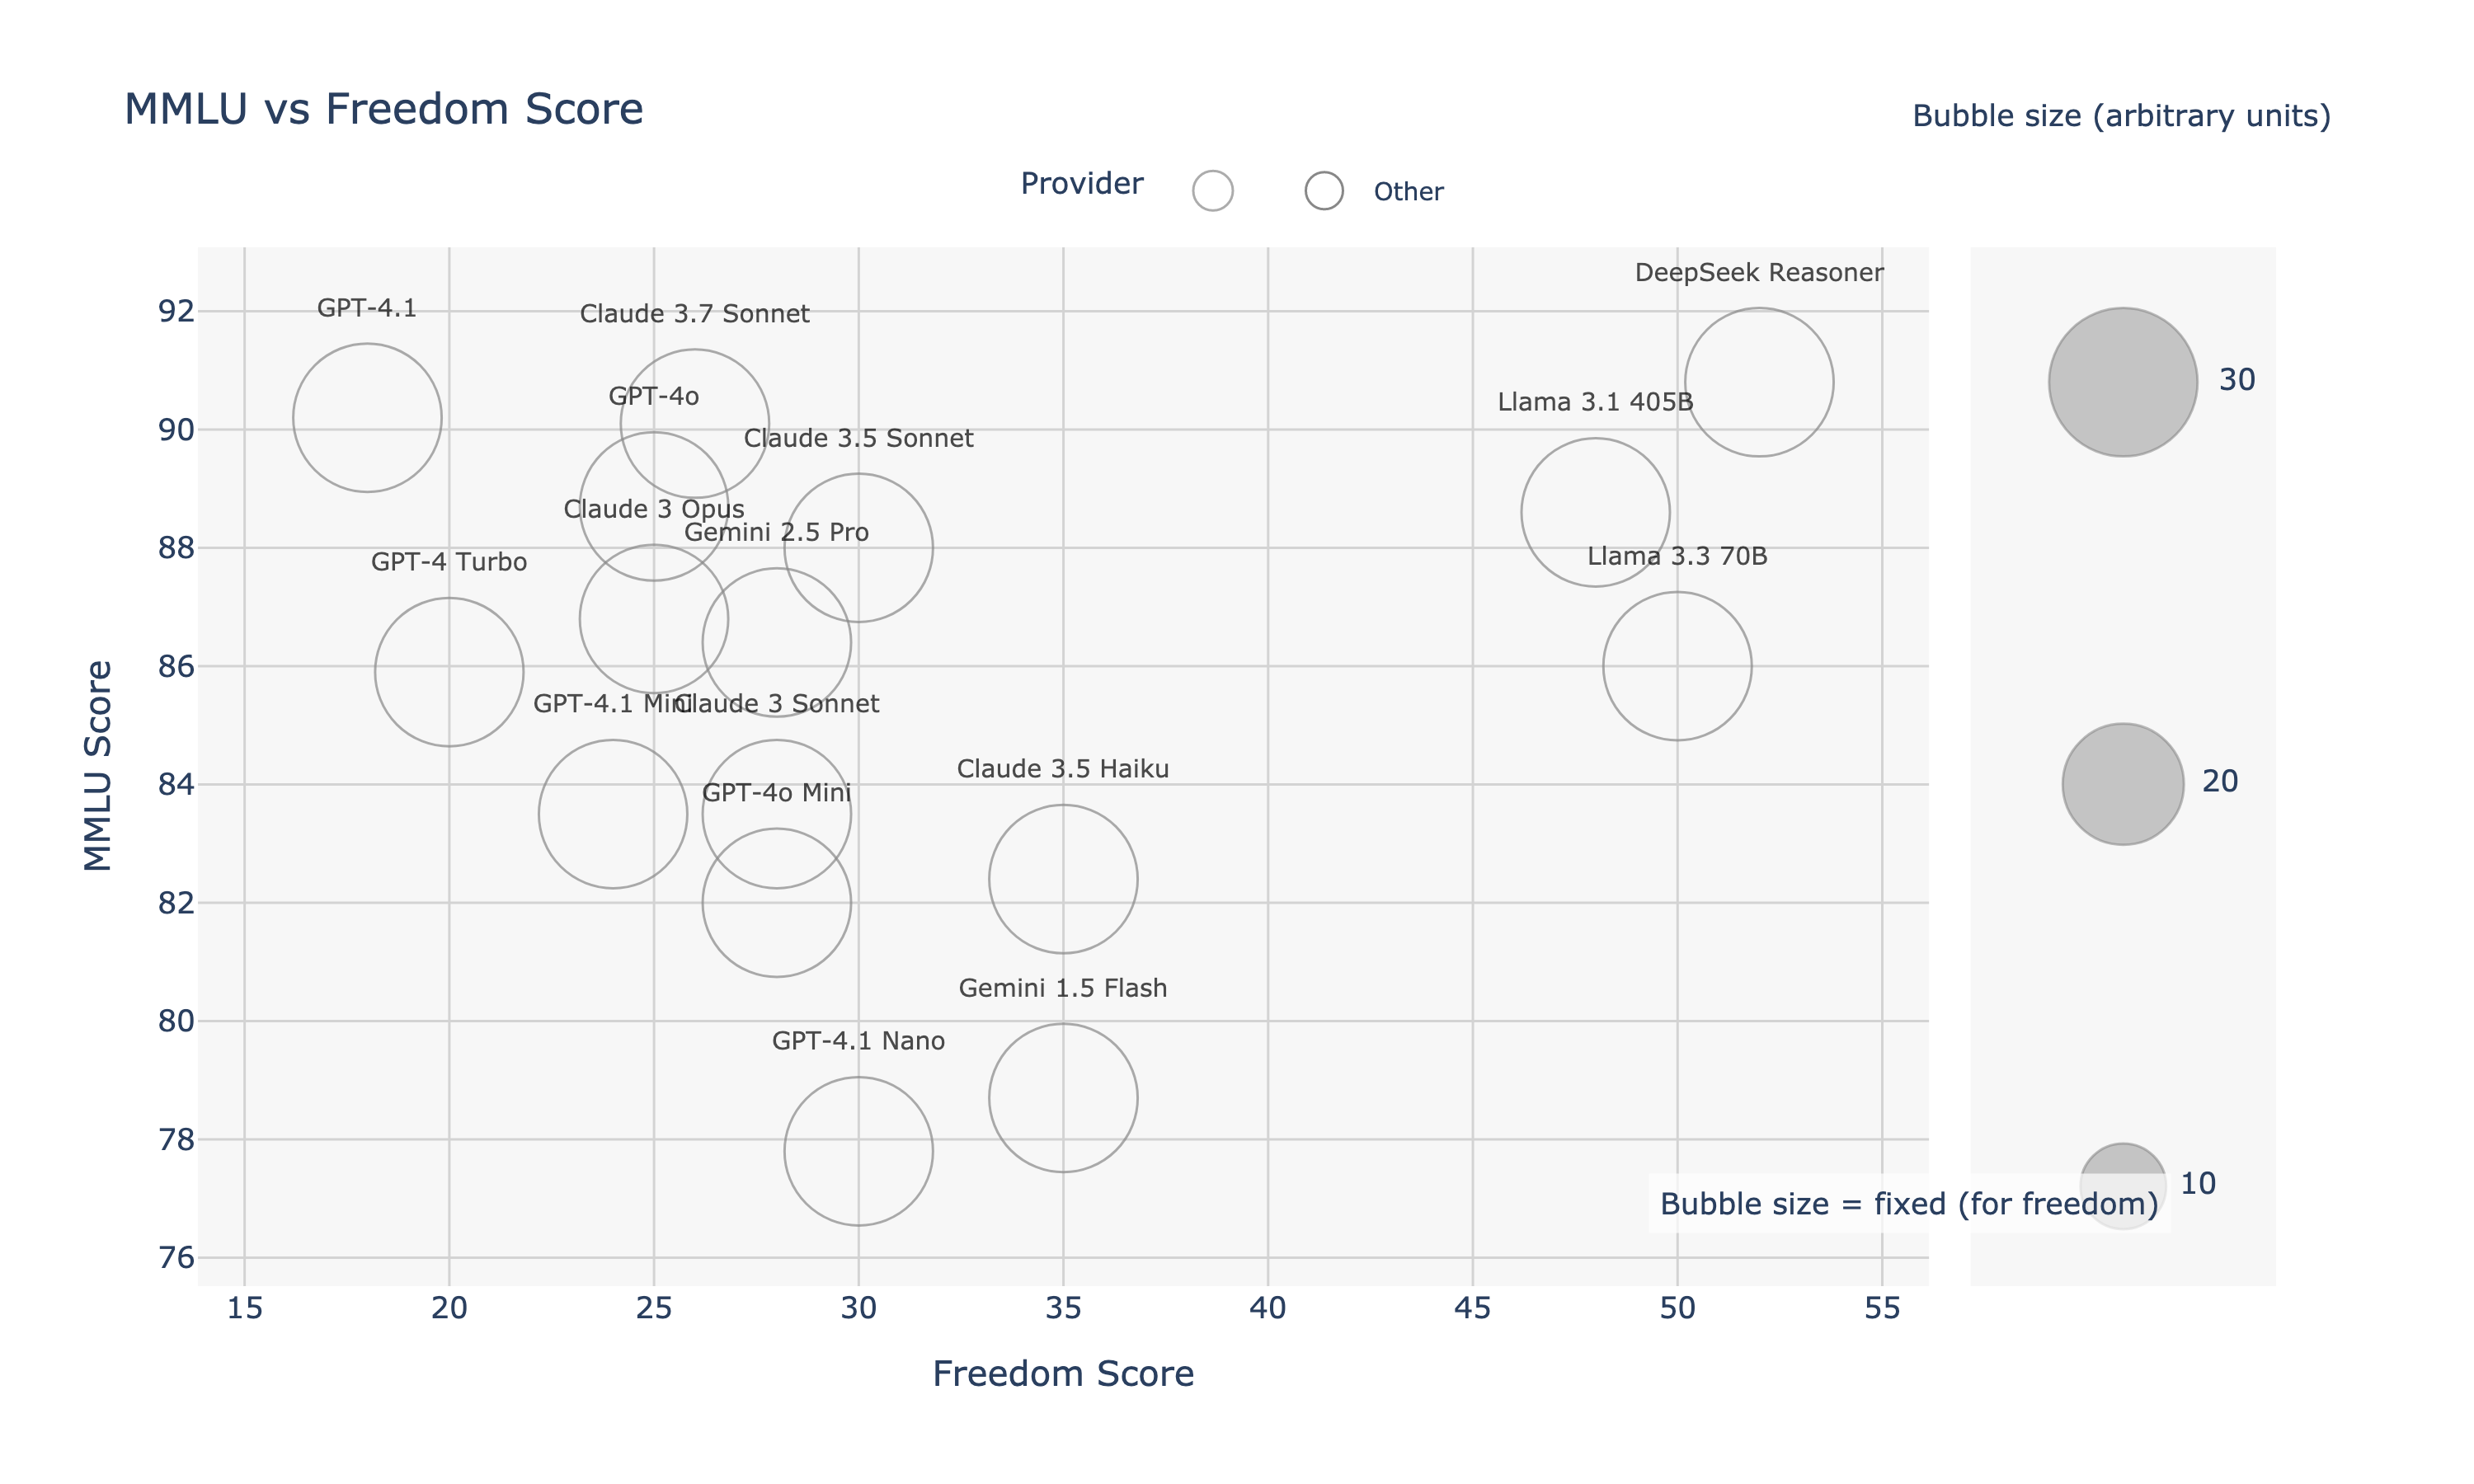 MMLU vs Freedom Score
Bubble size (arbitrary units)
Provider
Other
DeepSeek Reasoner
GPT-4.1
Claude 3.7 Sonnet
GPT-4o
Llama 3.1 405B
Claude 3.5 Sonnet
Claude 3 Opus
Gemini 2.5 Pro
Llama 3.3 70B
GPT-4 Turbo
GPT-4.1 Mini
Claude 3 Sonnet
Claude 3.5 Haiku
GPT-4o Mini
Gemini 1.5 Flash
GPT-4.1 Nano
92
90
88
86
84
82
80
78
76
MMLU Score
15
20
25
30
35
40
45
50
55
Freedom Score
30
20
10
Bubble size = fixed (for freedom)